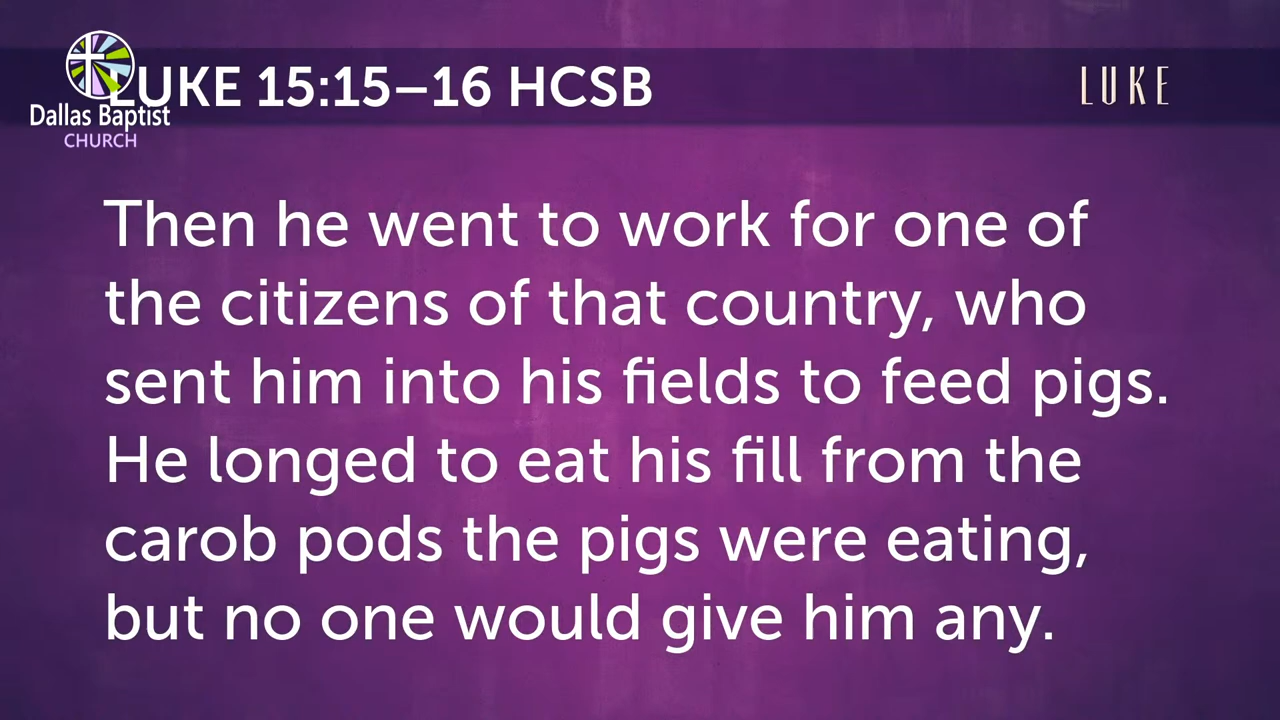 LUKE 15:15–16 HCSB
LUKE
Dallas Baptist
CHURCH
Then he went to work for one of
the citizens of that country, who
sent him into his fields to feed pigs.
He longed to eat his fill from the
carob pods the pigs were eating,
but no one would give him any.